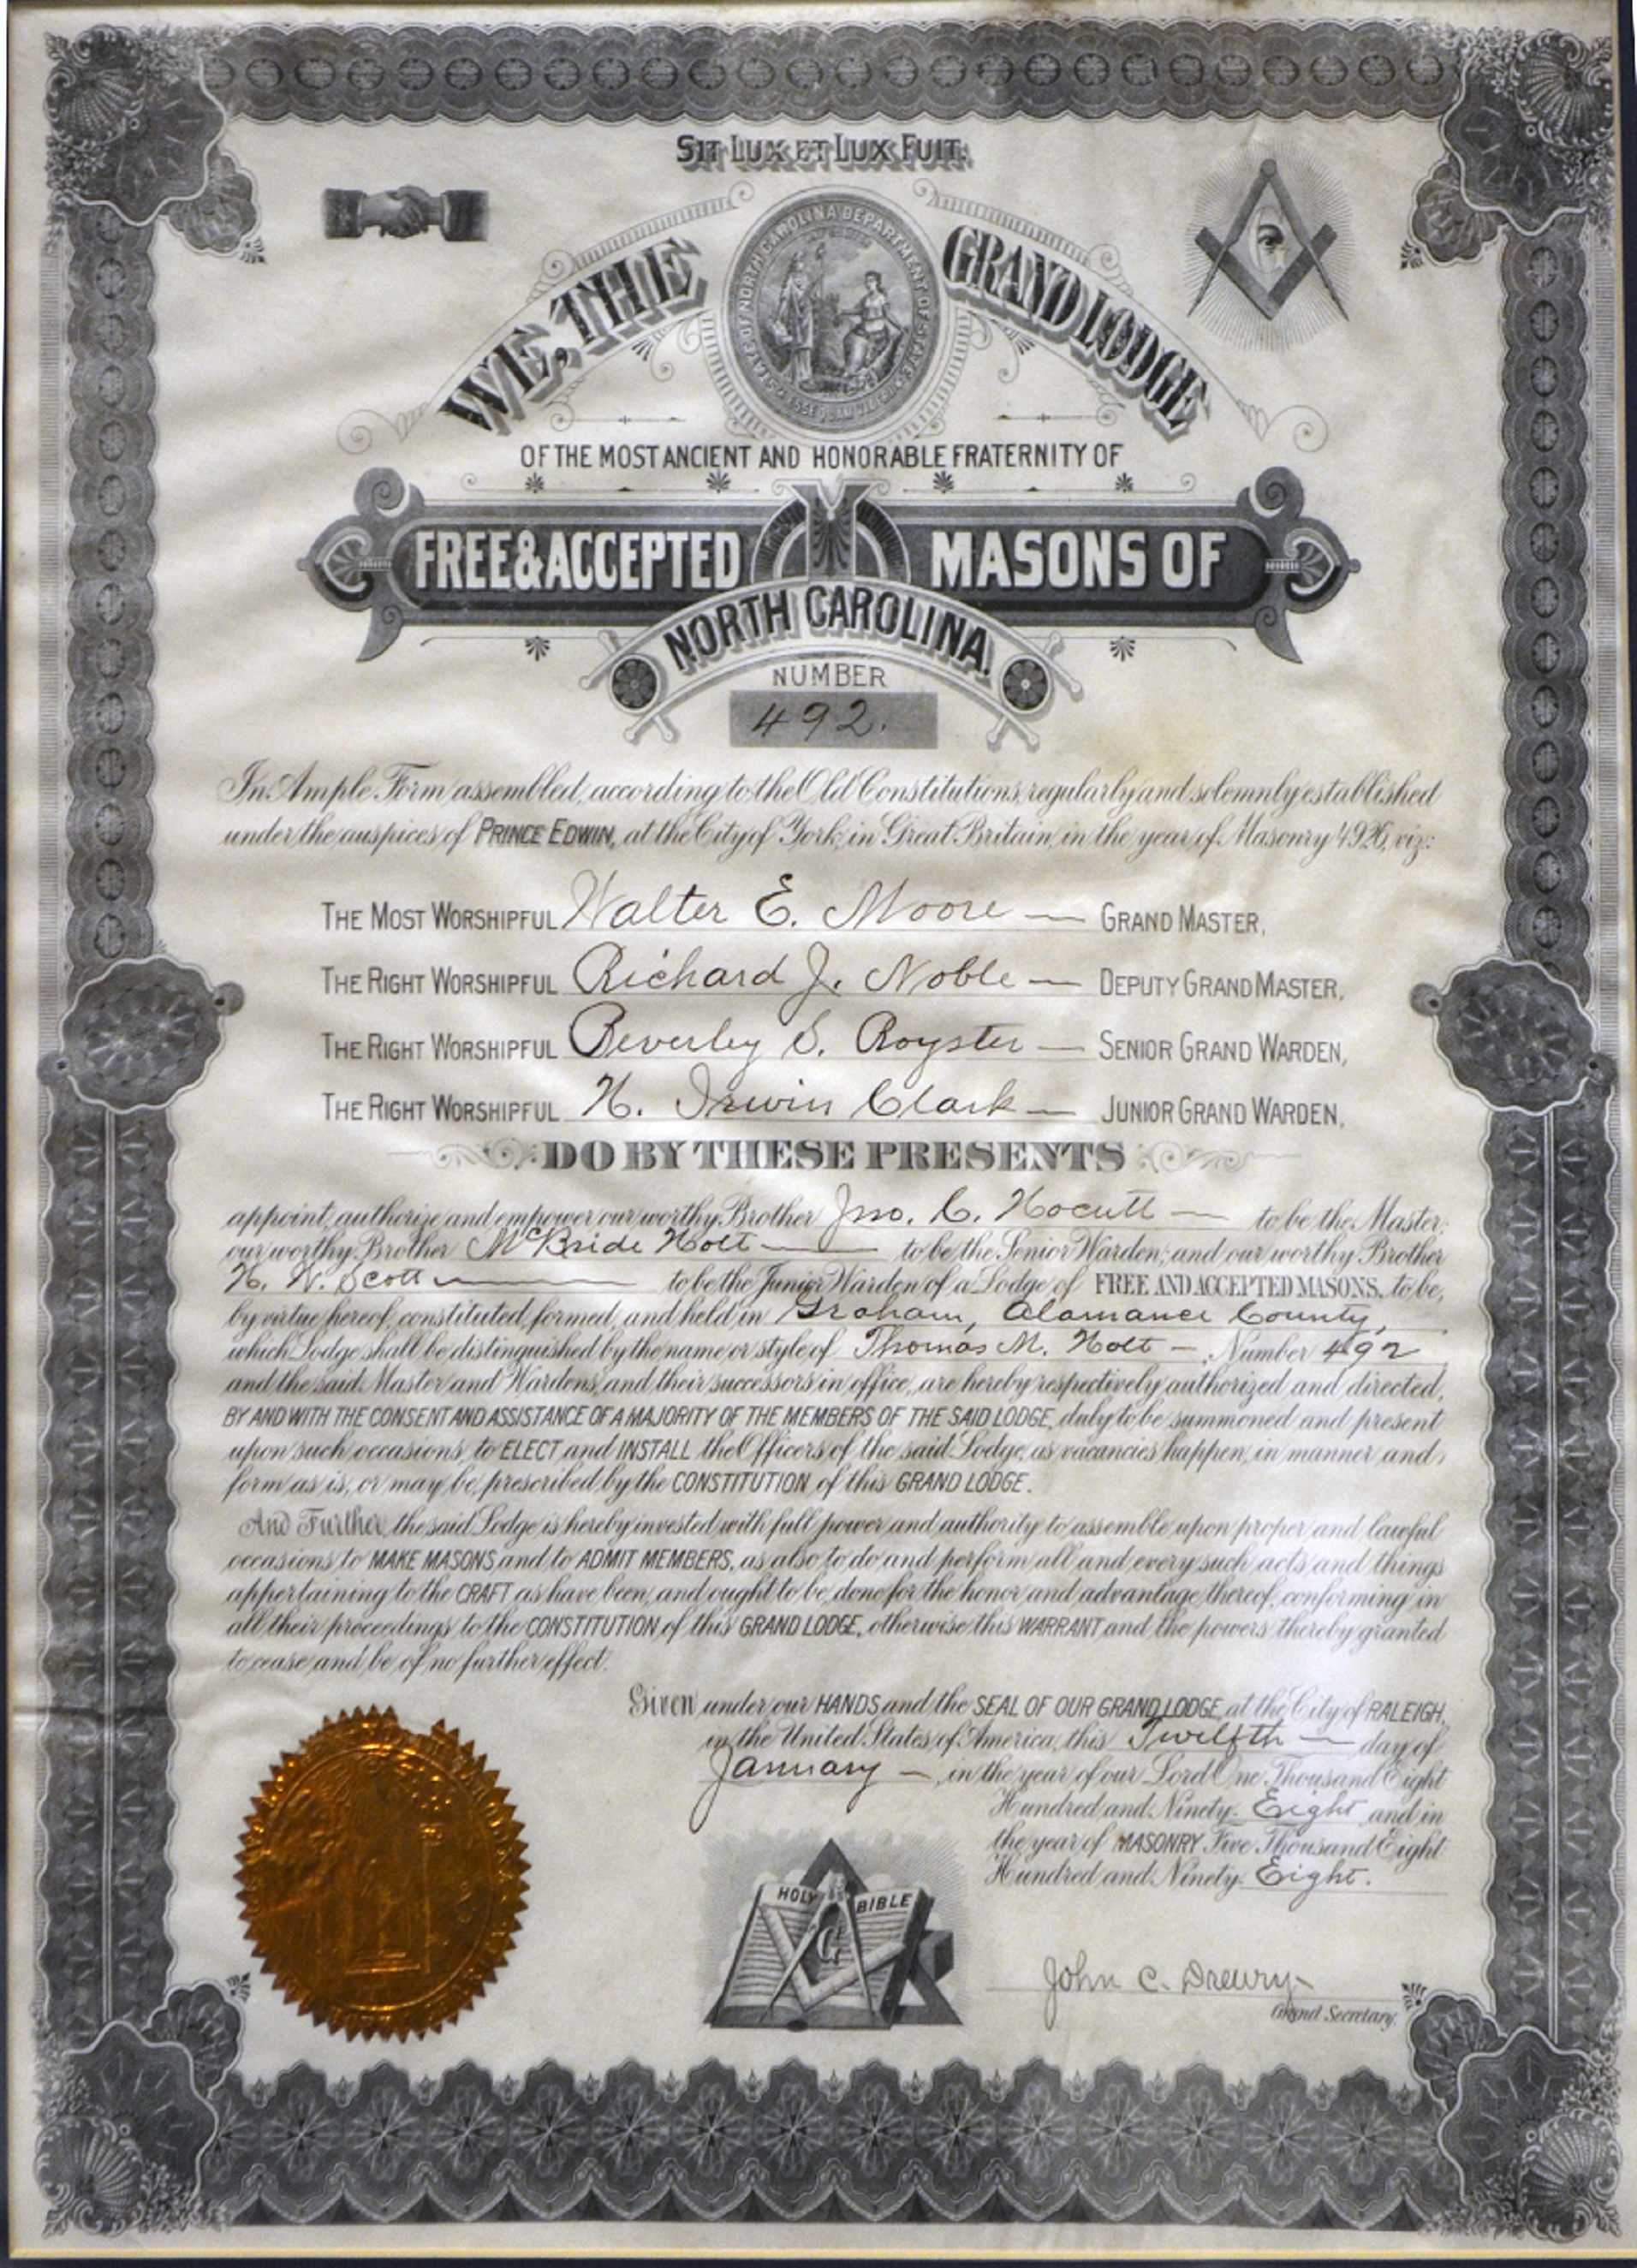 SIT LUX ET LUX FUIT.
WE, THE GRAND LODGE
STATE OF NORTH CAROLINA DEPARTMENT OF STATE
OF THE MOST ANCIENT AND HONORABLE FRATERNITY OF
FREE & ACCEPTED MASONS OF
NORTH CAROLINA.
NUMBER
492.
In Ample Form assembled, according to the Old Constitutions, regularly and solemnly established
under the auspices of PRINCE EDWIN, at the City of York, in Great Britain, in the year of Masonry 4926, viz:
THE MOST WORSHIPFUL Walter E. Moore — GRAND MASTER,
THE RIGHT WORSHIPFUL Richard J. Noble — DEPUTY GRAND MASTER,
THE RIGHT WORSHIPFUL Beverley S. Royster — SENIOR GRAND WARDEN,
THE RIGHT WORSHIPFUL H. Irwin Clark — JUNIOR GRAND WARDEN,
DO BY THESE PRESENTS
appoint, authorize and empower our worthy Brother Jno. C. Hocutt — to be the Master;
our worthy Brother McBride Holt — to be the Senior Warden; and our worthy Brother
H. W. Scott — to be the Junior Warden of a Lodge of FREE AND ACCEPTED MASONS, to be,
by virtue hereof, constituted, formed, and held in Graham, Alamance County,
which Lodge shall be distinguished by the name or style of Thomas M. Holt — Number 492
and the said Master and Wardens, and their successors in office, are hereby respectively authorized and directed,
BY AND WITH THE CONSENT AND ASSISTANCE OF A MAJORITY OF THE MEMBERS OF THE SAID LODGE, duly to be summoned and present
upon such occasions, to ELECT and INSTALL the Officers of the said Lodge, as vacancies happen, in manner and
form as is, or may be, prescribed by the CONSTITUTION of this GRAND LODGE.
And Further, the said Lodge is hereby invested with full power and authority to assemble upon proper and lawful
occasions to MAKE MASONS and to ADMIT MEMBERS, as also to do and perform all and every such acts and things
appertaining to the CRAFT as have been, and ought to be, done for the honor and advantage thereof, conforming in
all their proceedings to the CONSTITUTION of this GRAND LODGE, otherwise this WARRANT and the powers thereby granted
to cease and be of no further effect.
Given under our HANDS and the SEAL OF OUR GRAND LODGE, at the City of RALEIGH,
in the United States of America, this Twelfth — day of
January — , in the year of our Lord One Thousand Eight
Hundred and Ninety- Eight and in
the year of MASONRY Five Thousand Eight
Hundred and Ninety- Eight.
HOLY BIBLE
G
John C. Drewry
Grand Secretary.